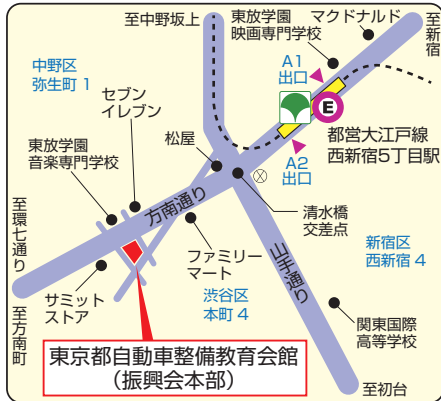 至中野坂上
東放学園
映画専門学校
マクドナルド
至新宿
中野区
弥生町 1
A1
出口
セブン
イレブン
E
都営大江戸線
西新宿5丁目駅
東放学園
音楽専門学校
松屋
A2
出口
方南通り
清水橋
交差点
至環七通り
山手通り
新宿区
西新宿 4
ファミリー
マート
サミット
ストア
渋谷区
本町 4
至方南町
関東国際
高等学校
東京都自動車整備教育会館
(振興会本部)
至初台